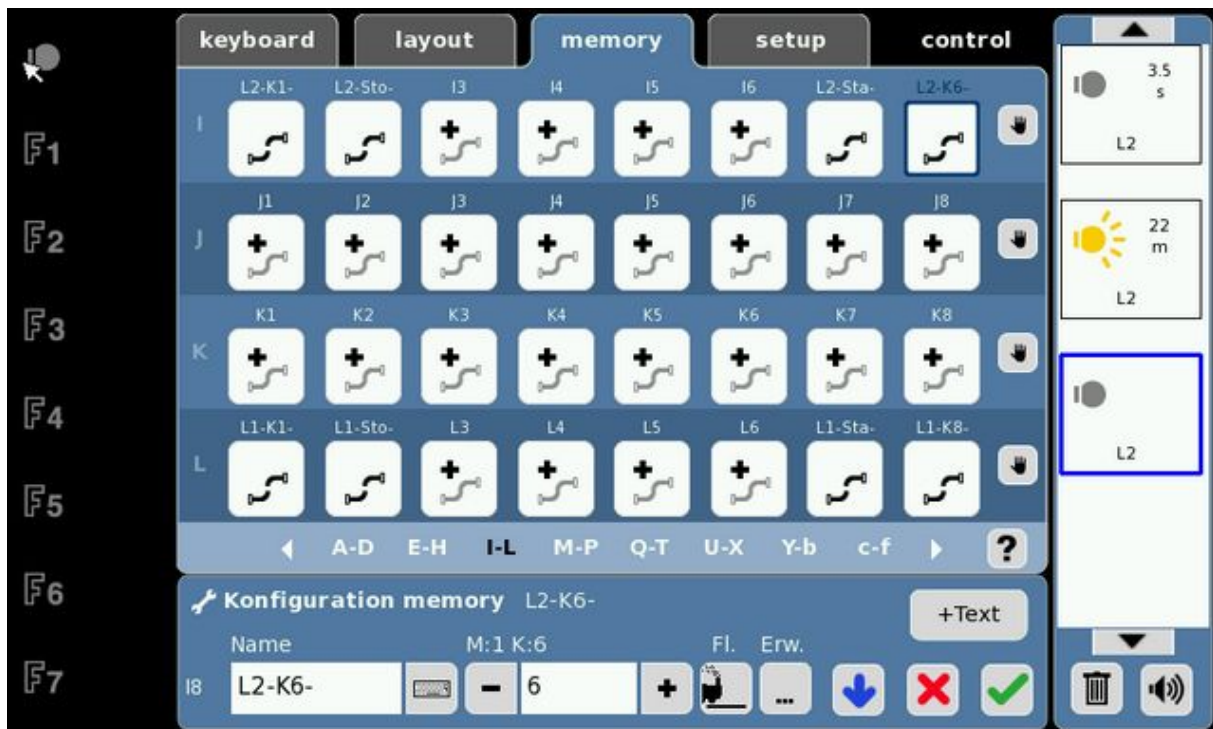 keyboard layout memory setup control
L2-K1- L2-Sto- I3 I4 I5 I6 L2-Sta- L2-K6-
I
J1 J2 J3 J4 J5 J6 J7 J8
J
K1 K2 K3 K4 K5 K6 K7 K8
K
L1-K1- L1-Sto- L3 L4 L5 L6 L1-Sta- L1-K8-
L
A-D E-H I-L M-P Q-T U-X Y-b c-f ?
Konfiguration memory L2-K6-
+Text
Name M:1 K:6 Fl. Erw.
I8 L2-K6- - 6 + ...
F1
F2
F3
F4
F5
F6
F7
3.5
s
L2
22
m
L2
L2